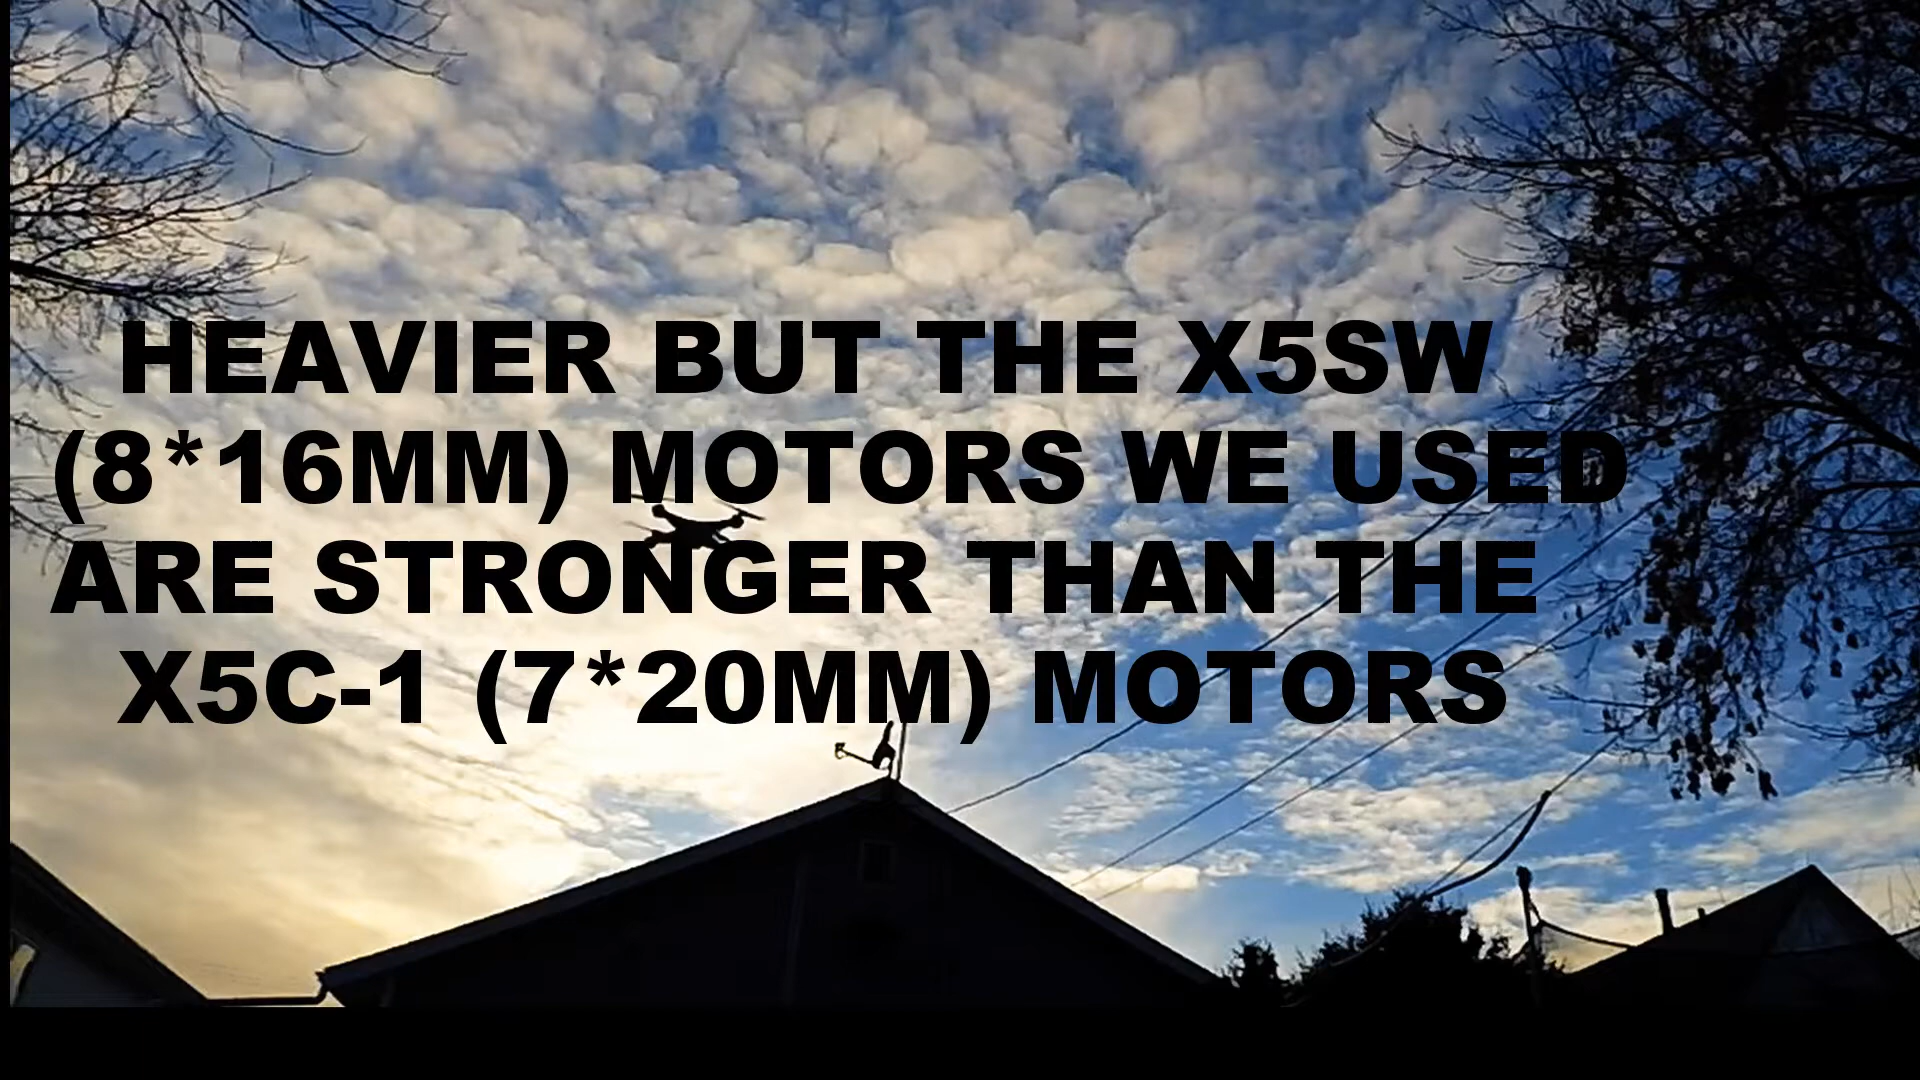 HEAVIER BUT THE X5SW
(8*16MM) MOTORS WE USED
ARE STRONGER THAN THE
X5C-1 (7*20MM) MOTORS